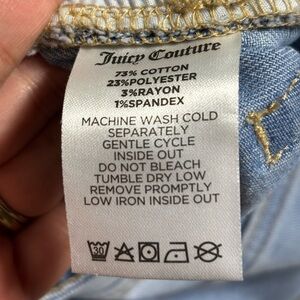 Juicy Couture
73% COTTON
23%POLYESTER
3%RAYON
1%SPANDEX
MACHINE WASH COLD
SEPARATELY
GENTLE CYCLE
INSIDE OUT
DO NOT BLEACH
TUMBLE DRY LOW
REMOVE PROMPTLY
LOW IRON INSIDE OUT
30